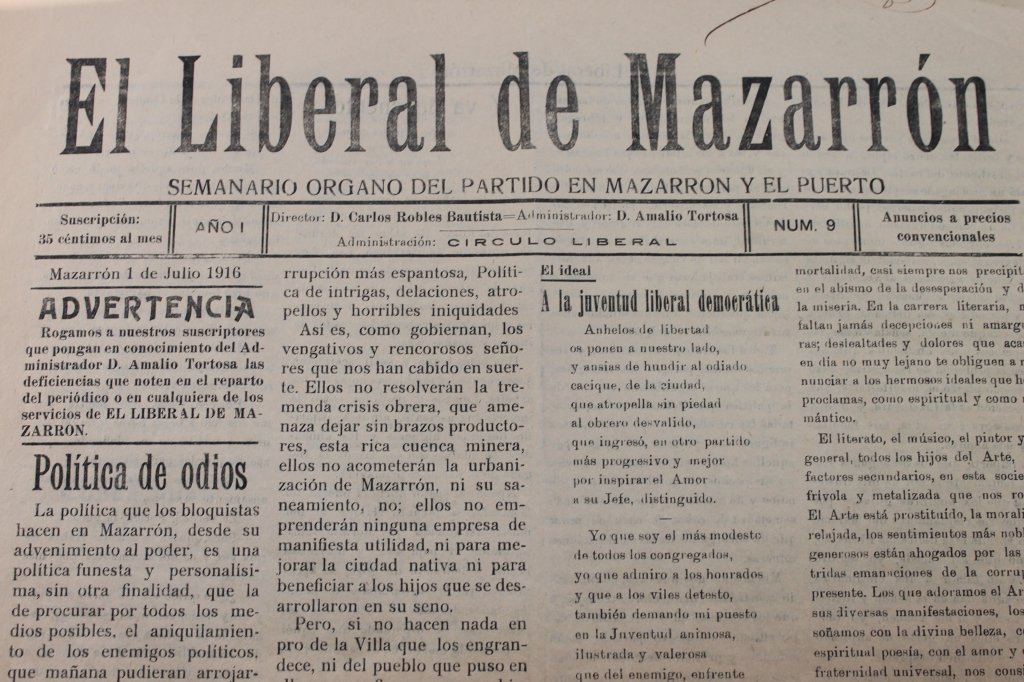 El Liberal de Mazarrón
SEMANARIO ORGANO DEL PARTIDO EN MAZARRON Y EL PUERTO
Suscripción:
35 céntimos al mes
AÑO I
Director: D. Carlos Robles Bautista=Administrador: D. Amalio Tortosa
Administración: CIRCULO LIBERAL
NUM. 9
Anuncios a precios
convencionales
Mazarrón 1 de Julio 1916
ADVERTENCIA
Rogamos a nuestros suscriptores
que pongan en conocimiento del Ad-
ministrador D. Amalio Tortosa las
deficiencias que noten en el reparto
del periódico o en cualquiera de los
servicios de EL LIBERAL DE MA-
ZARRON.
Política de odios
La política que los bloquistas
hacen en Mazarrón, desde su
advenimiento al poder, es una
política funesta y personalísi-
ma, sin otra finalidad, que la
de procurar por todos los me-
dios posibles, el aniquilamien-
to de los enemigos políticos,
que mañana pudieran arrojar-
rrupción más espantosa, Políti-
ca de intrigas, delaciones, atro-
pellos y horribles iniquidades
Así es, como gobiernan, los
vengativos y rencorosos seño-
res que nos han cabido en suer-
te. Ellos no resolverán la tre-
menda crisis obrera, que ame-
naza dejar sin brazos producto-
res, esta rica cuenca minera,
ellos no acometerán la urbani-
zación de Mazarrón, ni su sa-
neamiento, no; ellos no em-
prenderán ninguna empresa de
manifiesta utilidad, ni para me-
jorar la ciudad nativa ni para
beneficiar a los hijos que se des-
arrollaron en su seno.
Pero, si no hacen nada en
pro de la Villa que los engran-
dece, ni del pueblo que puso en
El ideal
A la juventud liberal democrática
Anhelos de libertad
os ponen a nuestro lado,
y ansias de hundir al odiado
cacique, de la ciudad,
que atropella sin piedad
al obrero desvalido,
que ingresó, en otro partido
más progresivo y mejor
por inspirar el Amor
a su Jefe, distinguido.
—
Yo que soy el más modesto
de todos los congregados,
yo que admiro a los honrados
y que a los viles detesto,
también demando mi puesto
en la Juventud animosa,
ilustrada y valerosa
que del enemigo, enfrente
mortalidad, casi siempre nos precipit
en el abismo de la desesperación y d
la miseria. En la carrera literaria, n
faltan jamás decepciones ni amarg
ras; deslealtades y dolores que aca
en día no muy lejano te obliguen a r
nunciar a los hermosos ideales que h
proclamas, como espiritual y como
mántico.
El literato, el músico, el pintor y
general, todos los hijos del Arte,
factores secundarios, en esta socie
frívola y metalizada que nos ro
El Arte está prostituído, la morali
relajada, los sentimientos más nobl
generosos están ahogados por las
tridas emanaciones de la corrup
presente. Los que adoramos el Ar
sus diversas manifestaciones, los
soñamos con la divina belleza, c
espiritual poesía, con el amor y
fraternidad universal, nos cons